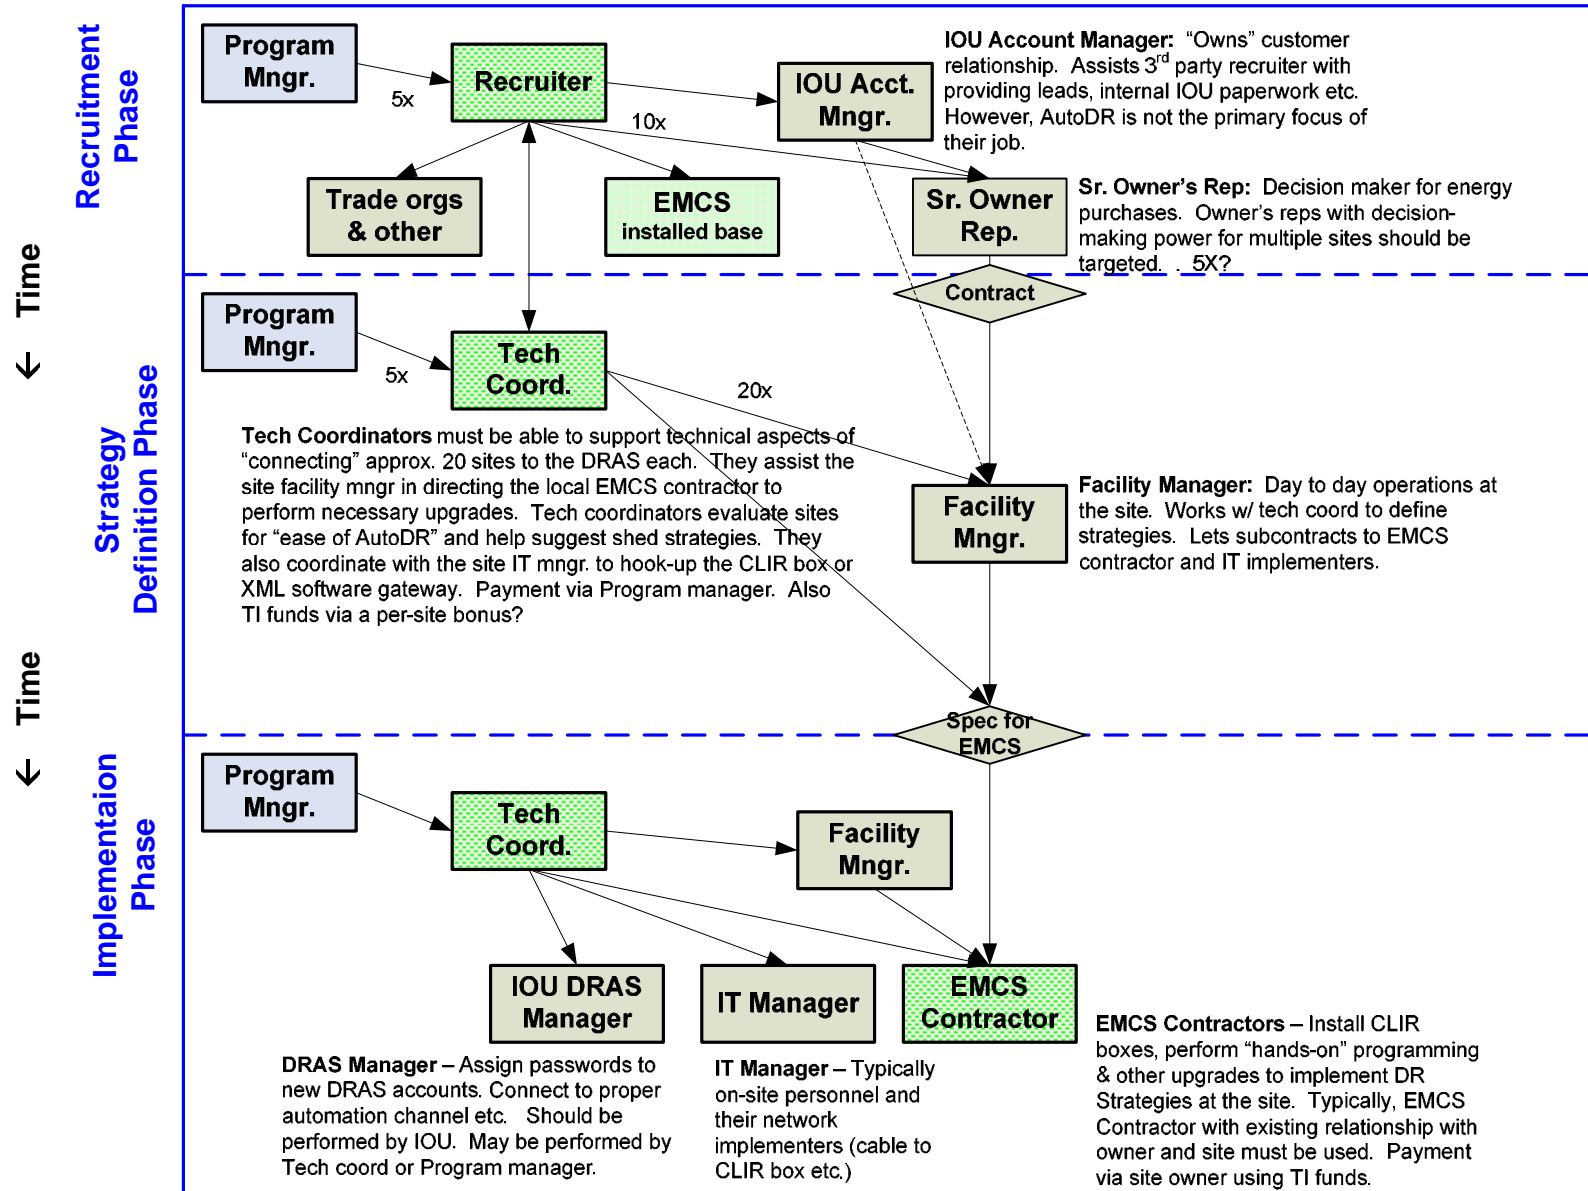 Recruitment
Phase
Program
Mngr.
5x
Recruiter
10x
IOU Acct.
Mngr.
IOU Account Manager:  “Owns” customer
relationship.  Assists 3rd party recruiter with
providing leads, internal IOU paperwork etc.
However, AutoDR is not the primary focus of
their job.
Trade orgs
& other
EMCS
installed base
Sr. Owner
Rep.
Sr. Owner’s Rep:  Decision maker for energy
purchases.  Owner’s reps with decision-
making power for multiple sites should be
targeted.  .  5X?
← Time
Contract
Strategy
Definition Phase
Program
Mngr.
5x
Tech
Coord.
20x
Tech Coordinators must be able to support technical aspects of
“connecting” approx. 20 sites to the DRAS each.  They assist the
site facility mngr in directing the local EMCS contractor to
perform necessary upgrades.  Tech coordinators evaluate sites
for “ease of AutoDR” and help suggest shed strategies.  They
also coordinate with the site IT mngr. to hook-up the CLIR box or
XML software gateway.  Payment via Program manager.  Also
TI funds via a per-site bonus?
Facility
Mngr.
Facility Manager:  Day to day operations at
the site.  Works w/ tech coord to define
strategies.  Lets subcontracts to EMCS
contractor and IT implementers.
← Time
Spec for
EMCS
Implementaion
Phase
Program
Mngr.
Tech
Coord.
Facility
Mngr.
IOU DRAS
Manager
IT Manager
EMCS
Contractor
DRAS Manager – Assign passwords to
new DRAS accounts. Connect to proper
automation channel etc.   Should be
performed by IOU.  May be performed by
Tech coord or Program manager.
IT Manager – Typically
on-site personnel and
their network
implementers (cable to
CLIR box etc.)
EMCS Contractors – Install CLIR
boxes, perform “hands-on” programming
& other upgrades to implement DR
Strategies at the site.  Typically, EMCS
Contractor with existing relationship with
owner and site must be used.  Payment
via site owner using TI funds.